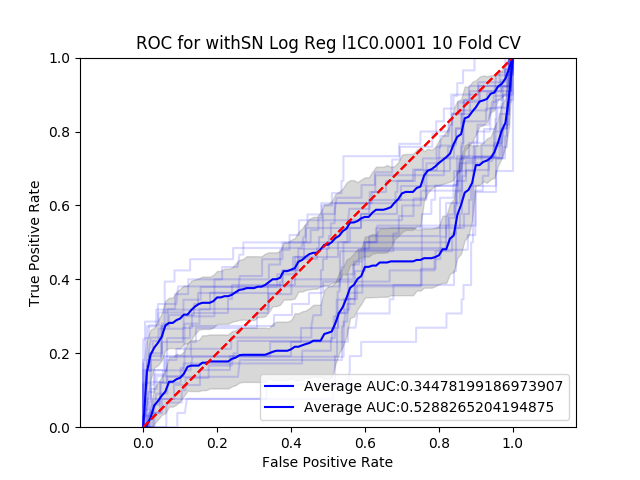 ROC for withSN Log Reg l1C0.0001 10 Fold CV
True Positive Rate
1.0
0.8
0.6
0.4
0.2
0.0
Average AUC:0.34478199186973907
Average AUC:0.5288265204194875
0.0 0.2 0.4 0.6 0.8 1.0
False Positive Rate